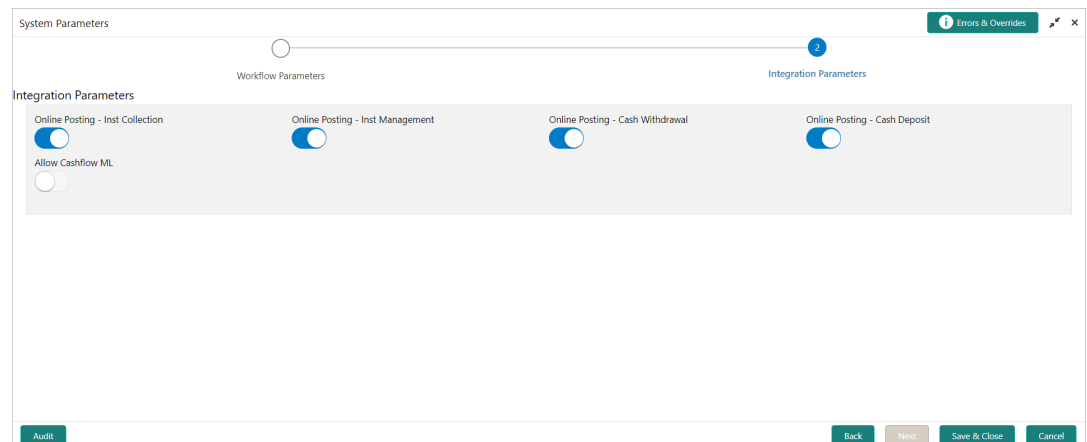 System Parameters
Errors & Overrides
2
Workflow Parameters
Integration Parameters
Integration Parameters
Online Posting - Inst Collection
Online Posting - Inst Management
Online Posting - Cash Withdrawal
Online Posting - Cash Deposit
Allow Cashflow ML
Audit
Back
Next
Save & Close
Cancel